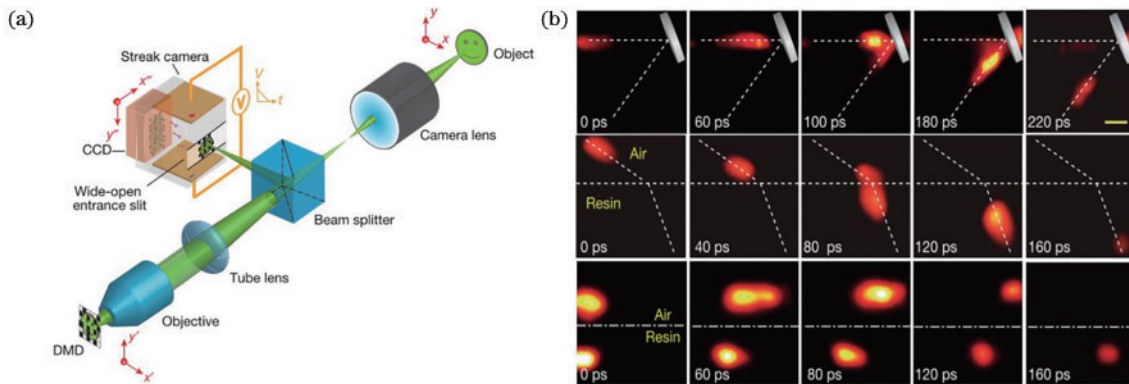 (a)
y
x
Object
Streak camera
x″
V
t
V
y″
CCD
Camera lens
Wide-open
entrance slit
Beam splitter
Tube lens
Objective
DMD
y′
x′
(b)
0 ps
60 ps
100 ps
180 ps
220 ps
Air
Resin
0 ps
40 ps
80 ps
120 ps
160 ps
Air
Resin
0 ps
60 ps
80 ps
120 ps
160 ps